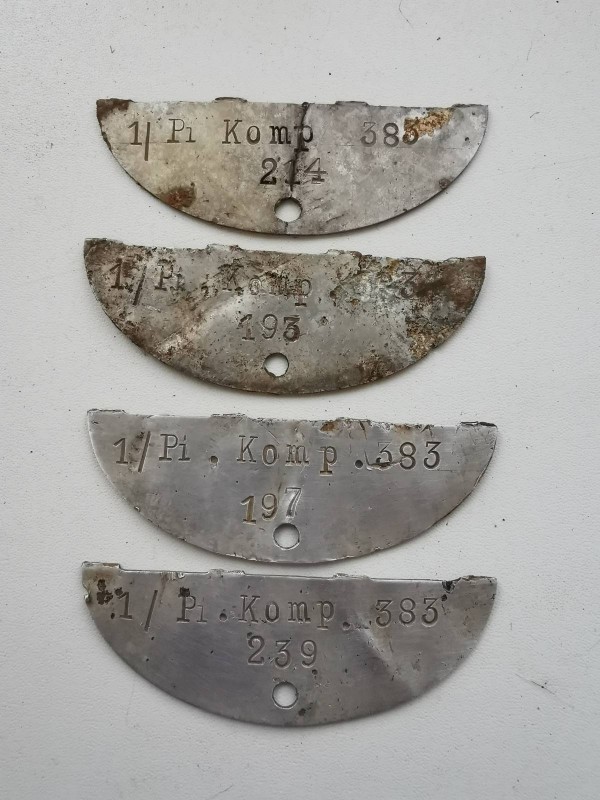 1/ Pi Komp 383
214
1/ Pi. Komp. 383
193
1/ Pi. Komp. 383
197
1/ Pi. Komp. 383
239